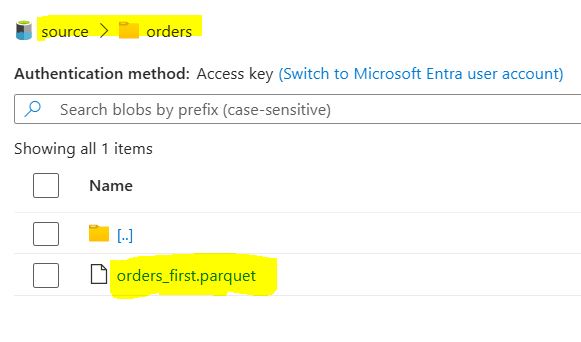 source > orders
Authentication method: Access key (Switch to Microsoft Entra user account)
Search blobs by prefix (case-sensitive)
Showing all 1 items
Name
[..]
orders_first.parquet